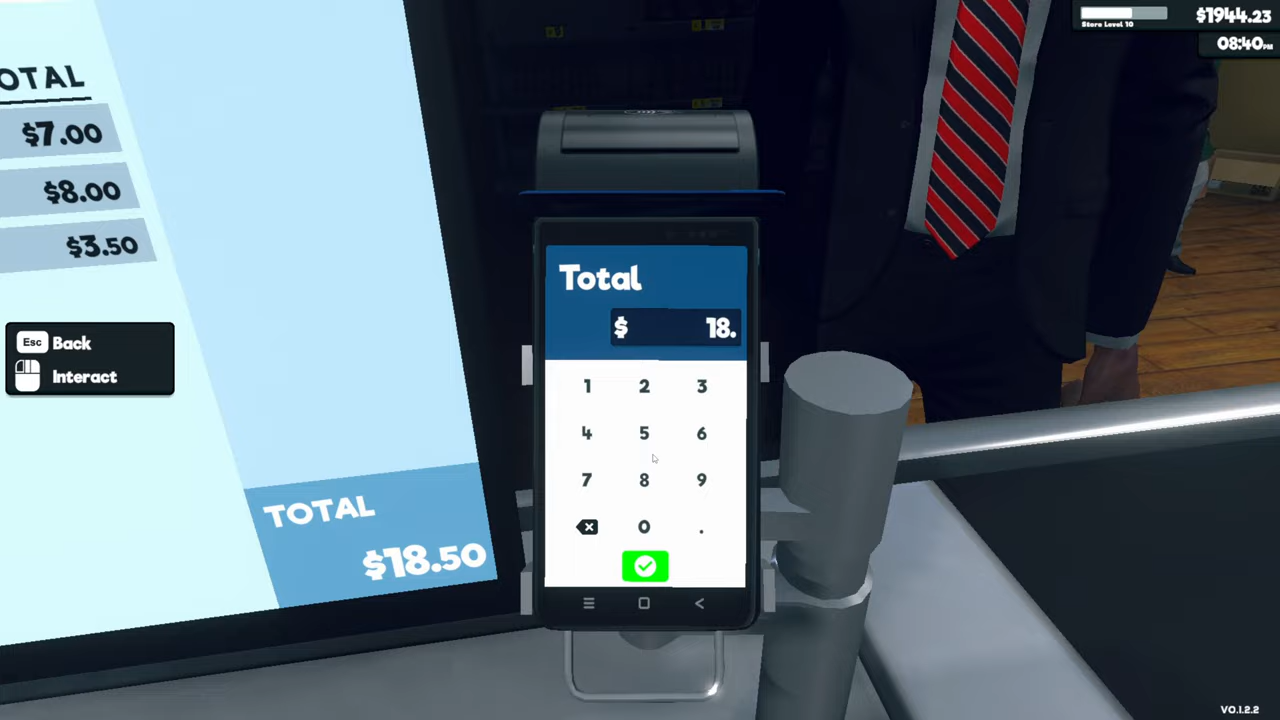 $1944.23
Store Level 10
08:40PM
OTAL
$7.00
$8.00
$3.50
Esc Back
Interact
TOTAL
$18.50
Total
$ 18.
1 2 3
4 5 6
7 8 9
0 .
V0.1.2.2